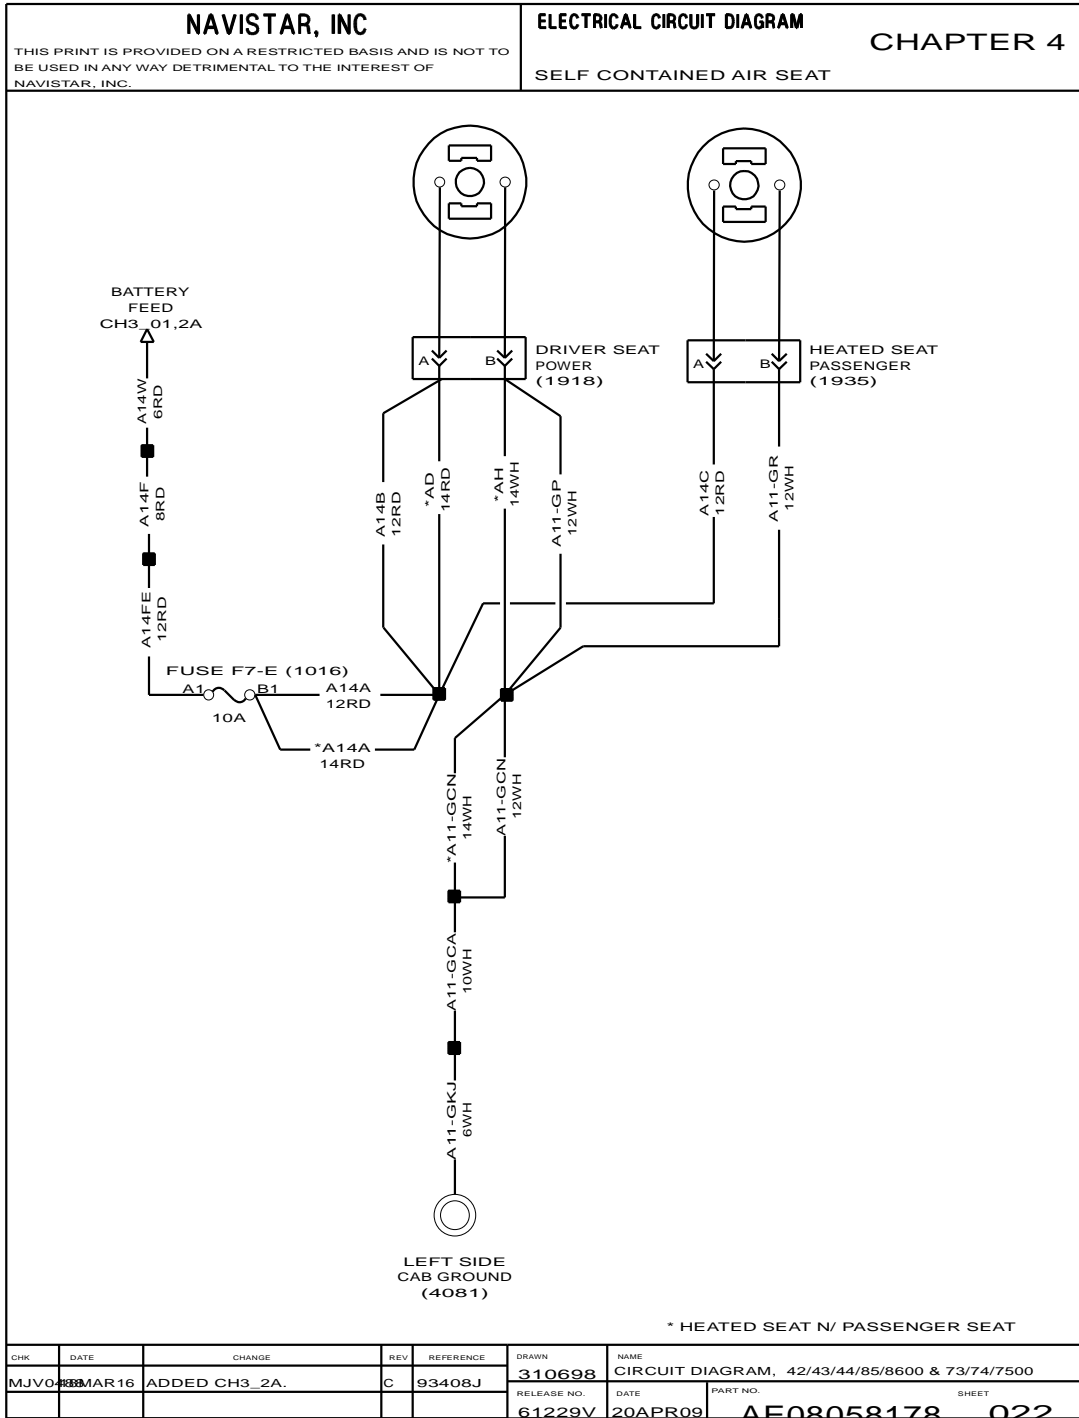 NAVISTAR, INC
THIS PRINT IS PROVIDED ON A RESTRICTED BASIS AND IS NOT TO
BE USED IN ANY WAY DETRIMENTAL TO THE INTEREST OF
NAVISTAR, INC.
ELECTRICAL CIRCUIT DIAGRAM
CHAPTER 4
SELF CONTAINED AIR SEAT
BATTERY
FEED
CH3_01,2A
A
B
DRIVER SEAT
POWER
(1918)
A
B
HEATED SEAT
PASSENGER
(1935)
A14W
6RD
A14F
8RD
A14FE
12RD
A14B
12RD
*AD
14RD
*AH
14WH
A11-GP
12WH
A14C
12RD
A11-GR
12WH
FUSE F7-E (1016)
A1
B1
10A
A14A
12RD
*A14A
14RD
*A11-GCN
14WH
A11-GCN
12WH
A11-GCA
10WH
A11-GKJ
6WH
LEFT SIDE
CAB GROUND
(4081)
* HEATED SEAT N/ PASSENGER SEAT
CHK
DATE
CHANGE
REV
REFERENCE
ADDED CH3_2A.
C
93408J
DRAWN
310698
NAME
CIRCUIT DIAGRAM, 42/43/44/85/8600 & 73/74/7500
RELEASE NO.
61229V
DATE
20APR09
PART NO.
AE08058178
SHEET
022